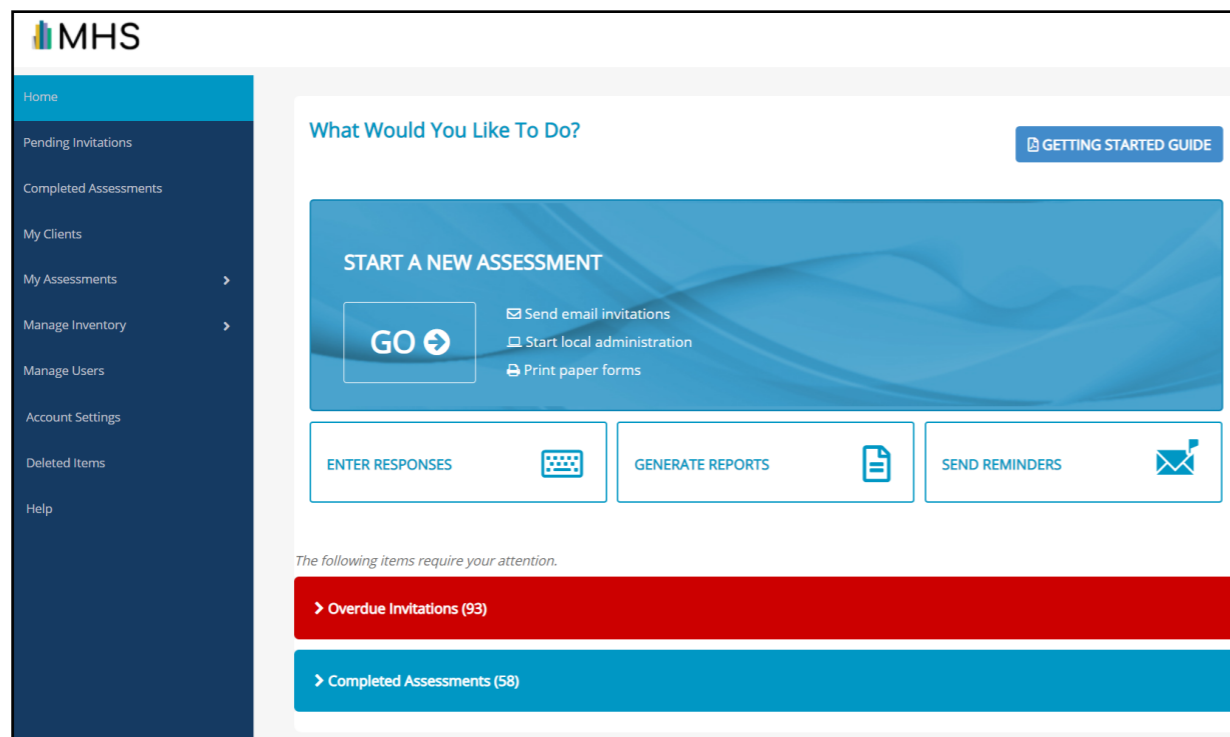 MHS
Home
Pending Invitations
Completed Assessments
My Clients
My Assessments
Manage Inventory
Manage Users
Account Settings
Deleted Items
Help
What Would You Like To Do?
GETTING STARTED GUIDE
START A NEW ASSESSMENT
GO
Send email invitations
Start local administration
Print paper forms
ENTER RESPONSES
GENERATE REPORTS
SEND REMINDERS
The following items require your attention.
Overdue Invitations (93)
Completed Assessments (58)